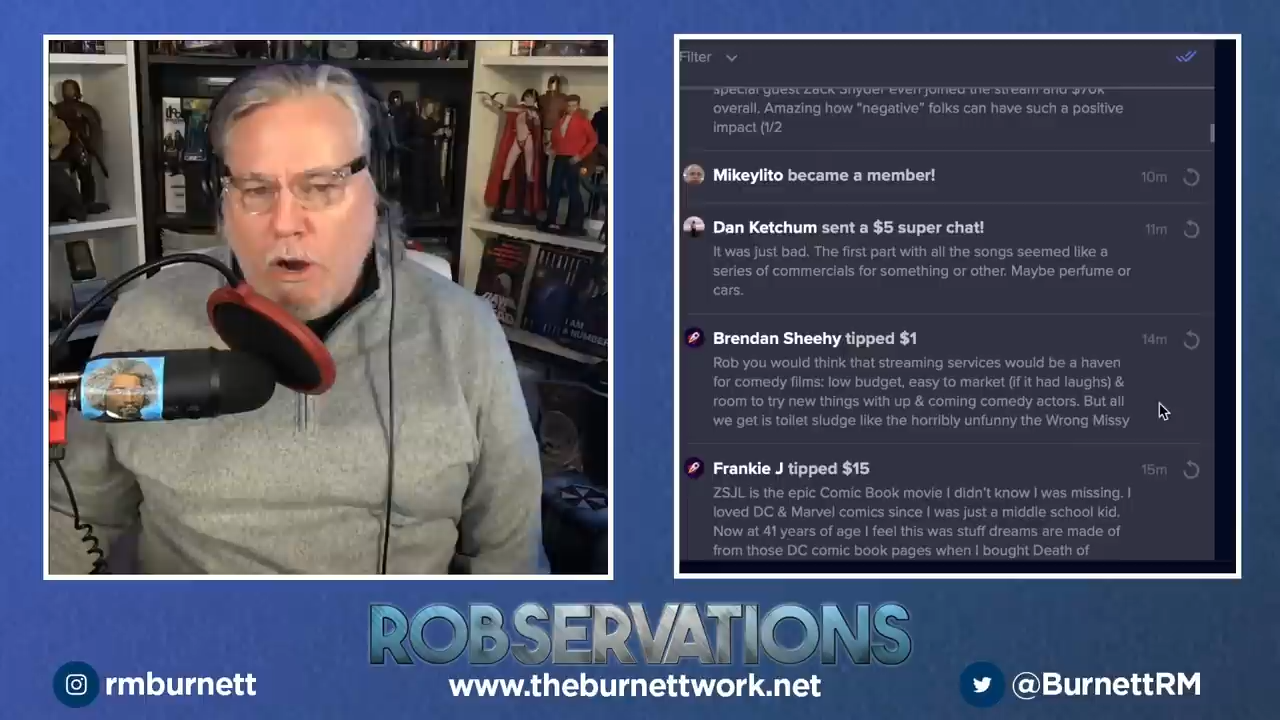 Filter
special guest Zack Snyder even joined the stream and $70k
overall. Amazing how “negative” folks can have such a positive
impact (1/2
Mikeylito became a member!
10m
Dan Ketchum sent a $5 super chat!
11m
It was just bad. The first part with all the songs seemed like a
series of commercials for something or other. Maybe perfume or
cars.
Brendan Sheehy tipped $1
14m
Rob you would think that streaming services would be a haven
for comedy films: low budget, easy to market (if it had laughs) &
room to try new things with up & coming comedy actors. But all
we get is toilet sludge like the horribly unfunny the Wrong Missy
Frankie J tipped $15
15m
ZSJL is the epic Comic Book movie I didn't know I was missing. I
loved DC & Marvel comics since I was just a middle school kid.
Now at 41 years of age I feel this was stuff dreams are made of
from those DC comic book pages when I bought Death of
I AM
A NUMBER
ROBSERVATIONS
rmburnett
www.theburnettwork.net
@BurnettRM